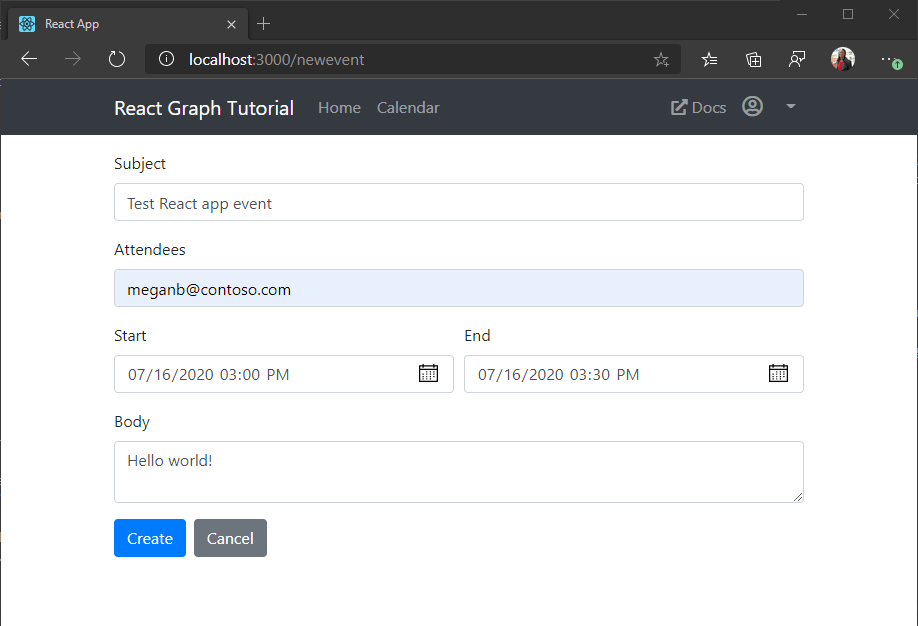 React App
localhost:3000/newevent
React Graph Tutorial Home Calendar Docs
Subject
Test React app event
Attendees
meganb@contoso.com
Start End
07/16/2020 03:00 PM 07/16/2020 03:30 PM
Body
Hello world!
Create Cancel